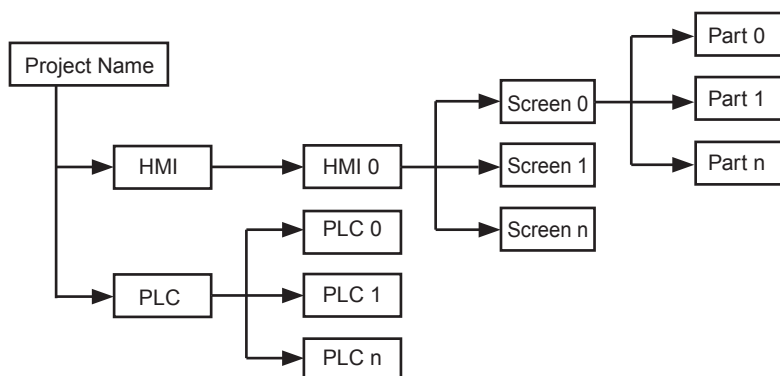 Project Name
HMI
HMI 0
Screen 0
Part 0
Part 1
Part n
Screen 1
Screen n
PLC
PLC 0
PLC 1
PLC n